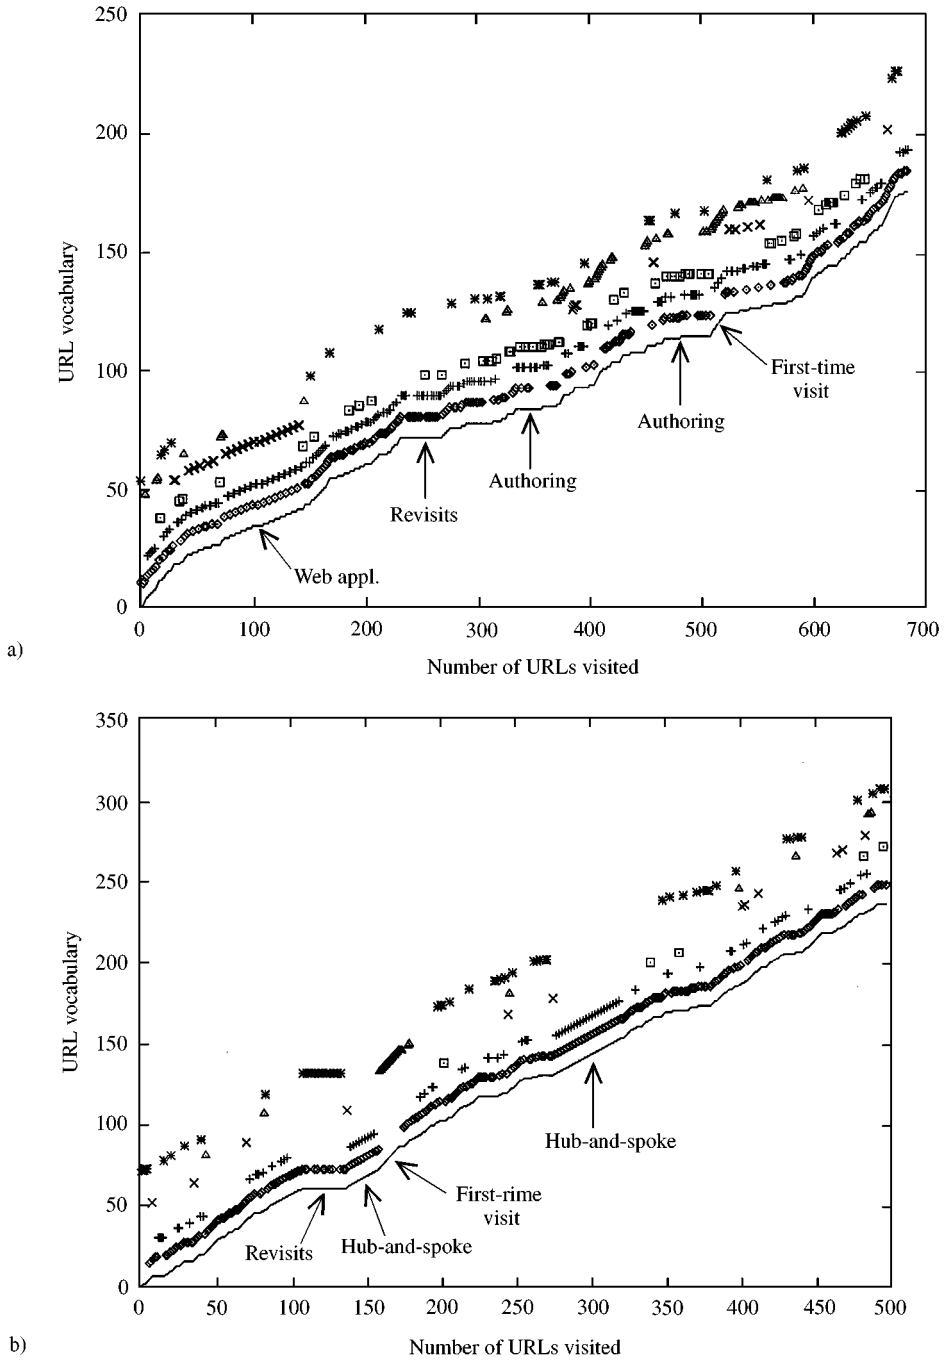 250
200
150
100
50
0
URL vocabulary
First-time
visit
Authoring
Authoring
Revisits
Web appl.
0 100 200 300 400 500 600 700
a)
Number of URLs visited
350
300
250
200
150
100
50
0
URL vocabulary
Hub-and-spoke
First-rime
visit
Revisits
Hub-and-spoke
0 50 100 150 200 250 300 350 400 450 500
b)
Number of URLs visited